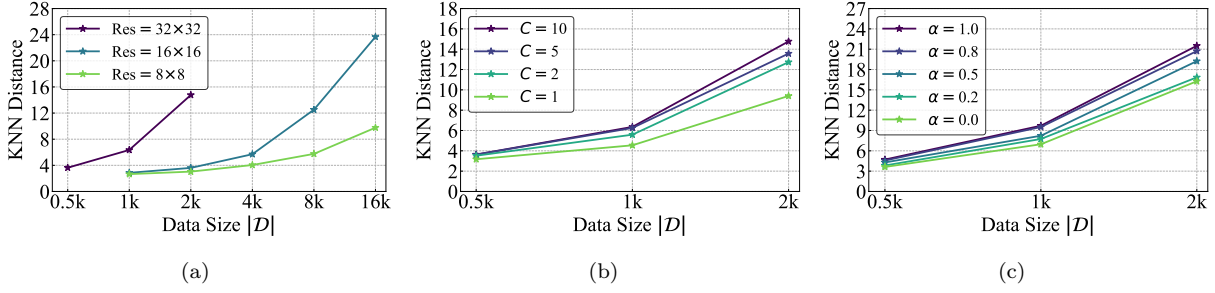 28
24
20
16
12
8
4
0
KNN Distance
Res = 32×32
Res = 16×16
Res = 8×8
0.5k 1k 2k 4k 8k 16k
Data Size |𝒟|
(a)
18
16
14
12
10
8
6
4
2
0
KNN Distance
C = 10
C = 5
C = 2
C = 1
0.5k 1k 2k
Data Size |𝒟|
(b)
27
24
21
18
15
12
9
6
3
0
KNN Distance
α = 1.0
α = 0.8
α = 0.5
α = 0.2
α = 0.0
0.5k 1k 2k
Data Size |𝒟|
(c)